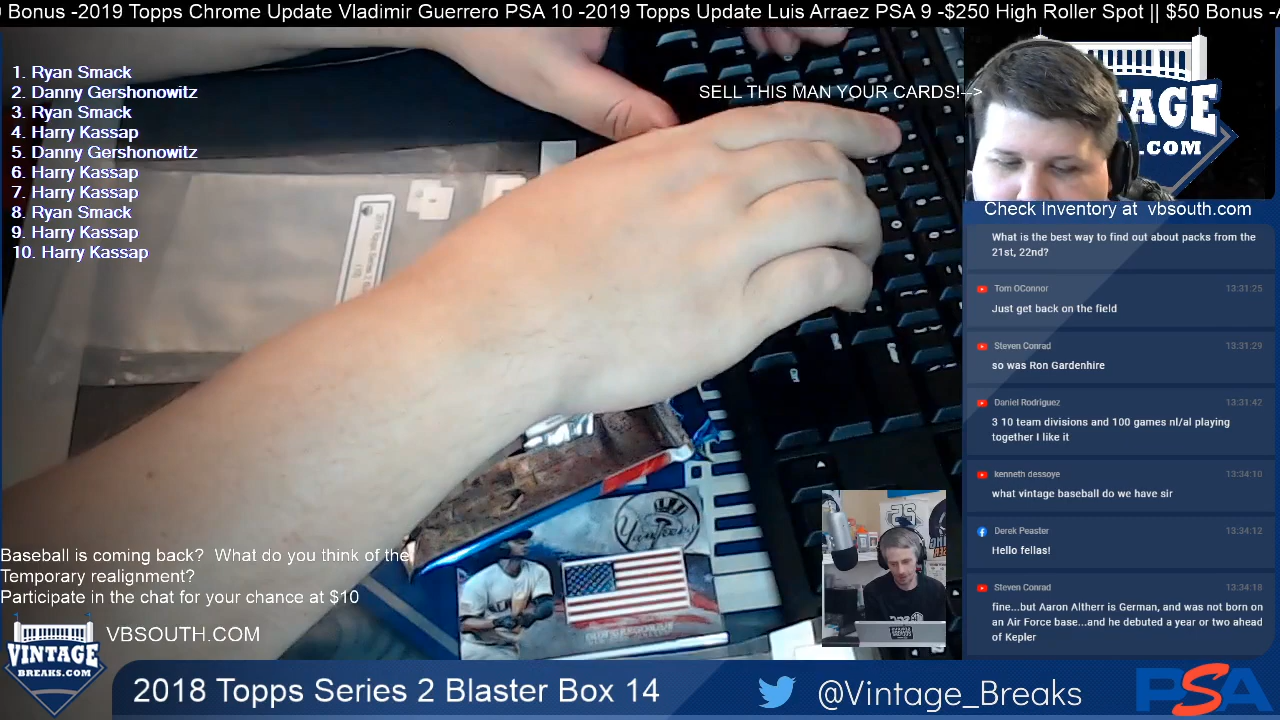 Bonus -2019 Topps Chrome Update Vladimir Guerrero PSA 10 -2019 Topps Update Luis Arraez PSA 9 -$250 High Roller Spot || $50 Bonus
1. Ryan Smack
2. Danny Gershonowitz
3. Ryan Smack
4. Harry Kassap
5. Danny Gershonowitz
6. Harry Kassap
7. Harry Kassap
8. Ryan Smack
9. Harry Kassap
10. Harry Kassap
SELL THIS MAN YOUR CARDS!-->
Check Inventory at vbsouth.com
What is the best way to find out about packs from the
21st, 22nd?
Tom OConnor 13:31:25
Just get back on the field
Steven Conrad 13:31:29
so was Ron Gardenhire
Daniel Rodriguez 13:31:42
3 10 team divisions and 100 games nl/al playing
together I like it
kenneth dessoye 13:34:10
what vintage baseball do we have sir
Derek Peaster 13:34:12
Hello fellas!
Steven Conrad 13:34:18
fine...but Aaron Altherr is German, and was not born on
an Air Force base...and he debuted a year or two ahead
of Kepler
Yankees
Baseball is coming back? What do you think of the
Temporary realignment?
Participate in the chat for your chance at $10
VINTAGE
BREAKS.COM
VBSOUTH.COM
2018 Topps Series 2 Blaster Box 14
@Vintage_Breaks
PSA